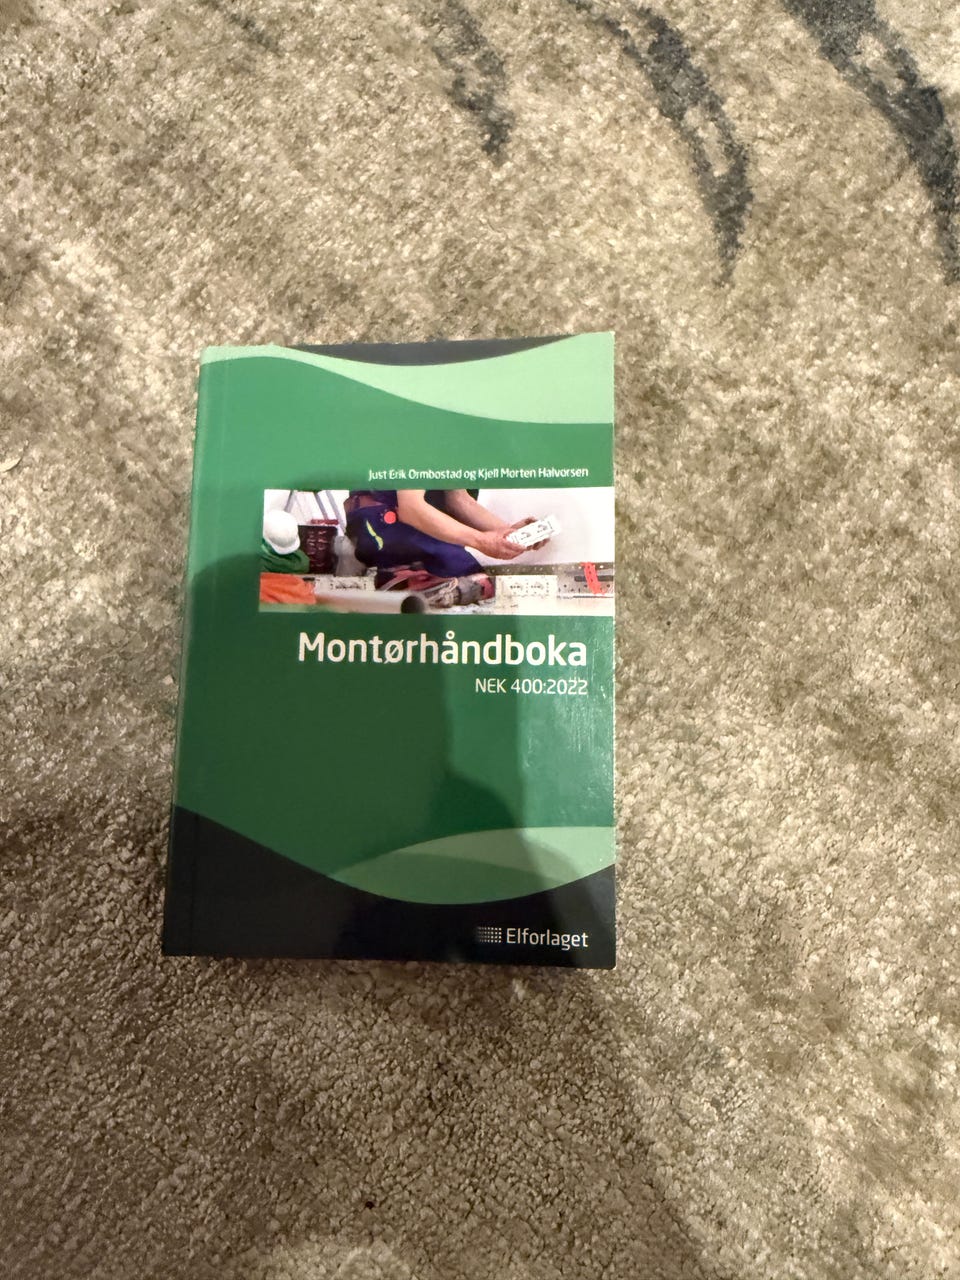 Just Erik Ormbostad og Kjell Morten Halvorsen
Montørhåndboka
NEK 400:2022
Elforlaget